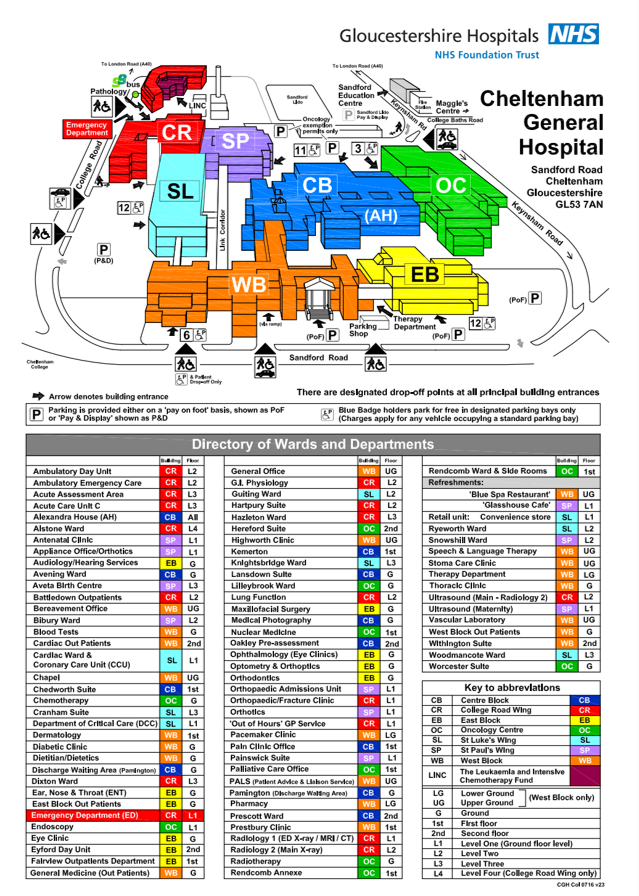 Gloucestershire Hospitals NHS
NHS Foundation Trust
Cheltenham
General
Hospital
Sandford Road
Cheltenham
Gloucestershire
GL53 7AN
To London Road (A40)
To London Road (A40)
bus
Pathology
LINC
Emergency
Department
College Road
CR
SP
SL
CB
(AH)
OC
WB
EB
Link Corridor
Sandford
Lido
Sandford
Education
Centre
P Sandford Lido
Pay & Display
Oncology
exemption
permits only
P
11
P
3
Keynsham Rd
Fire
Station
Maggie's
Centre
College Baths Road
Keynsham Road
12
P
(P&D)
(via ramp)
(PoF) P
Parking
Shop
Therapy
Department
(PoF) P
12
(PoF) P
6
Sandford Road
& Patient
Drop-off Only
Cheltenham
College
Arrow denotes building entrance
There are designated drop-off points at all principal building entrances
P Parking is provided either on a 'pay on foot' basis, shown as PoF
or 'Pay & Display' shown as P&D
Blue Badge holders park for free in designated parking bays only
(Charges apply for any vehicle occupying a standard parking bay)
Directory of Wards and Departments
Building Floor
Ambulatory Day Unit CR L2
Ambulatory Emergency Care CR L2
Acute Assessment Area CR L3
Acute Care Unit C CR L3
Alexandra House (AH) CB All
Alstone Ward CR L4
Antenatal Clinic SP L1
Appliance Office/Orthotics SP L1
Audiology/Hearing Services EB G
Avening Ward CB G
Aveta Birth Centre SP L3
Battledown Outpatients CR L2
Bereavement Office WB UG
Bibury Ward SP L2
Blood Tests WB G
Cardiac Out Patients WB 2nd
Cardiac Ward &
Coronary Care Unit (CCU) SL L1
Chapel WB UG
Chedworth Suite CB 1st
Chemotherapy OC G
Cranham Suite SL L3
Department of Critical Care (DCC) SL L1
Dermatology WB 1st
Diabetic Clinic WB G
Dietitian/Dietetics WB G
Discharge Waiting Area (Pamington) CB G
Dixton Ward CR L3
Ear, Nose & Throat (ENT) EB G
East Block Out Patients EB G
Emergency Department (ED) CR L1
Endoscopy OC L1
Eye Clinic EB G
Eyford Day Unit EB 2nd
Fairview Outpatients Department EB 1st
General Medicine (Out Patients) WB G
Building Floor
General Office WB UG
G.I. Physiology CR L2
Guiting Ward SL L2
Hartpury Suite CR L2
Hazleton Ward CR L3
Hereford Suite OC 2nd
Highworth Clinic WB UG
Kemerton CB 1st
Knightsbridge Ward SL L3
Lansdown Suite CB G
Lilleybrook Ward OC G
Lung Function CR L2
Maxillofacial Surgery EB G
Medical Photography CB G
Nuclear Medicine OC 1st
Oakley Pre-assessment CB 2nd
Ophthalmology (Eye Clinics) EB G
Optometry & Orthoptics EB G
Orthodontics EB G
Orthopaedic Admissions Unit SP L1
Orthopaedic/Fracture Clinic CR L1
Orthotics SP L1
'Out of Hours' GP Service CR L1
Pacemaker Clinic WB LG
Pain Clinic Office CB 1st
Painswick Suite SP L1
Palliative Care Office OC 1st
PALS (Patient Advice & Liaison Service) WB UG
Pamington (Discharge Waiting Area) CB G
Pharmacy WB LG
Prescott Ward CB 2nd
Prestbury Clinic WB 1st
Radiology 1 (ED X-ray / MRI / CT) CR L1
Radiology 2 (Main X-ray) CR L2
Radiotherapy OC G
Rendcomb Annexe OC 1st
Building Floor
Rendcomb Ward & Side Rooms OC 1st
Refreshments:
'Blue Spa Restaurant' WB UG
'Glasshouse Cafe' SP L1
Retail unit: Convenience store SL L1
Ryeworth Ward SL L2
Snowshill Ward SP L2
Speech & Language Therapy WB UG
Stoma Care Clinic WB UG
Therapy Department WB LG
Thoracic Clinic WB G
Ultrasound (Main - Radiology 2) CR L2
Ultrasound (Maternity) SP L1
Vascular Laboratory WB UG
West Block Out Patients WB G
Withington Suite WB 2nd
Woodmancote Ward SL L3
Worcester Suite OC G
Key to abbreviations
CB Centre Block CB
CR College Road Wing CR
EB East Block EB
OC Oncology Centre OC
SL St Luke's Wing SL
SP St Paul's Wing SP
WB West Block WB
LINC The Leukaemia and Intensive
Chemotherapy Fund
LG Lower Ground
UG Upper Ground (West Block only)
G Ground
1st First floor
2nd Second floor
L1 Level One (Ground floor level)
L2 Level Two
L3 Level Three
L4 Level Four (College Road Wing only)
CGH Col 0716 v23